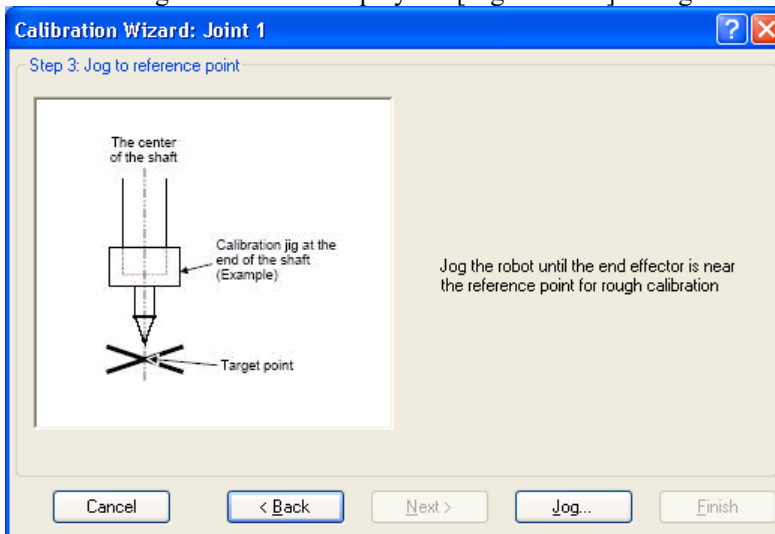 Calibration Wizard: Joint 1
Step 3: Jog to reference point
The center
of the shaft
Calibration jig at the
end of the shaft
(Example)
Target point
Jog the robot until the end effector is near
the reference point for rough calibration
Cancel
< Back
Next >
Jog...
Finish